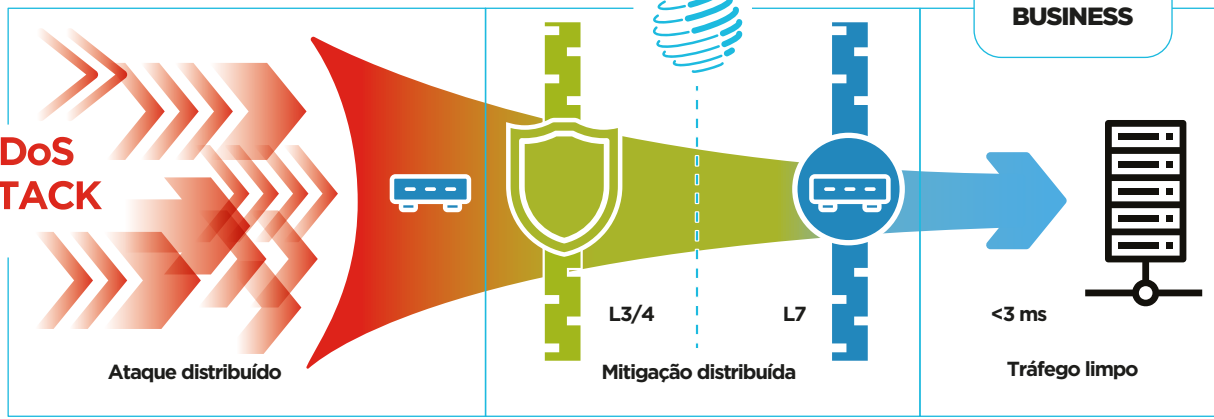 BUSINESS
DoS
TACK
L3/4
L7
<3 ms
Ataque distribuído
Mitigação distribuída
Tráfego limpo